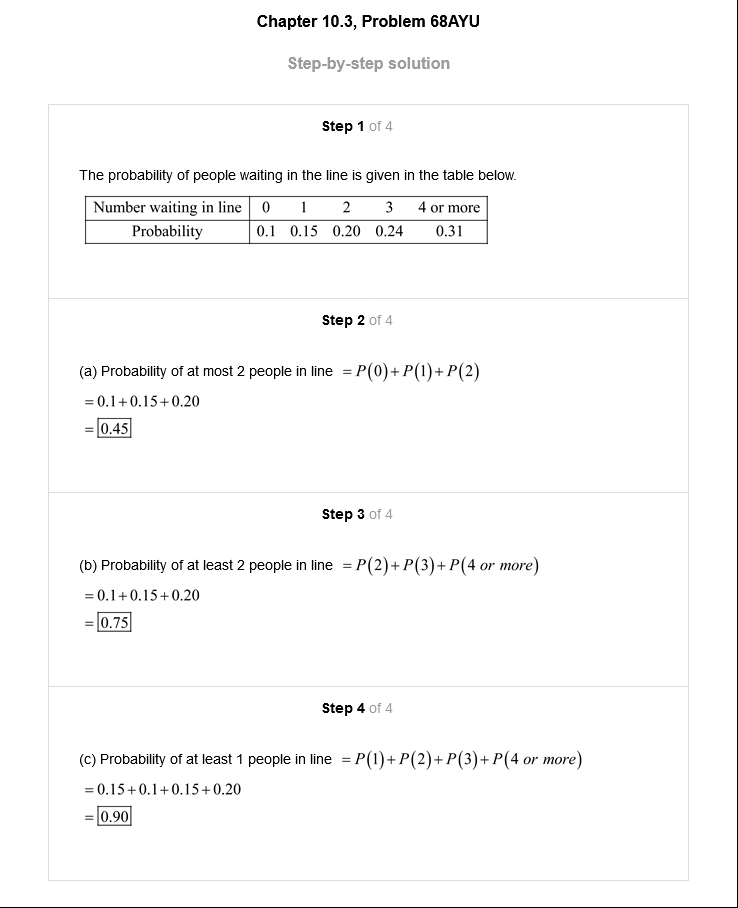 Chapter 10.3, Problem 68AYU
Step-by-step solution
Step 1 of 4
The probability of people waiting in the line is given in the table below.
Number waiting in line 0 1 2 3 4 or more
Probability 0.1 0.15 0.20 0.24 0.31
Step 2 of 4
(a) Probability of at most 2 people in line = P(0)+P(1)+P(2)
= 0.1+0.15+0.20
= 0.45
Step 3 of 4
(b) Probability of at least 2 people in line = P(2)+P(3)+P(4 or more)
= 0.1+0.15+0.20
= 0.75
Step 4 of 4
(c) Probability of at least 1 people in line = P(1)+P(2)+P(3)+P(4 or more)
= 0.15+0.1+0.15+0.20
= 0.90